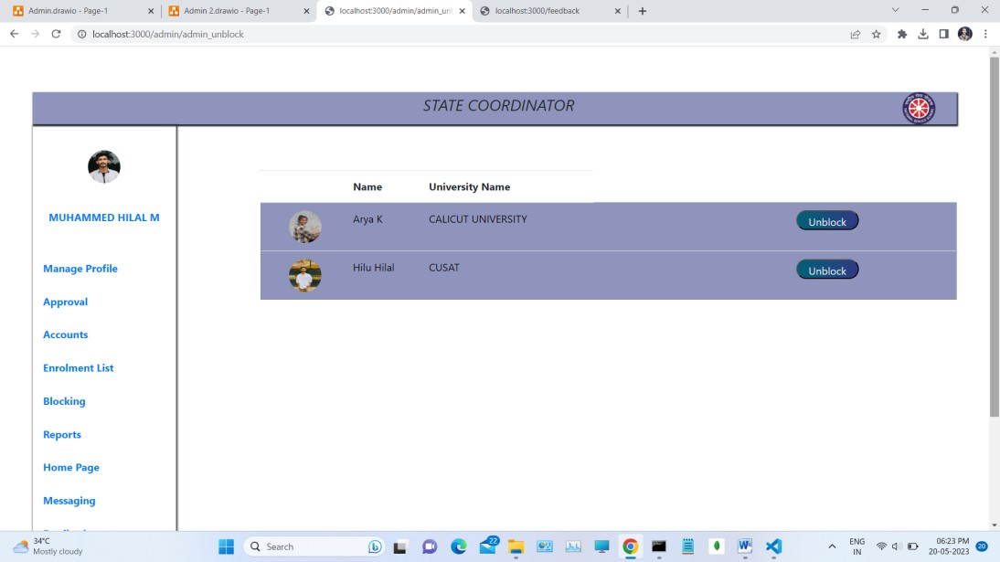 Admin.drawio - Page-1
Admin 2.drawio - Page-1
localhost:3000/admin/admin_unl
localhost:3000/feedback
localhost:3000/admin/admin_unblock
STATE COORDINATOR
MUHAMMED HILAL M
Manage Profile
Approval
Accounts
Enrolment List
Blocking
Reports
Home Page
Messaging
Name University Name
Arya K CALICUT UNIVERSITY Unblock
Hilu Hilal CUSAT Unblock
34°C
Mostly cloudy
Search
22
ENG
IN
06:23 PM
20-05-2023
20